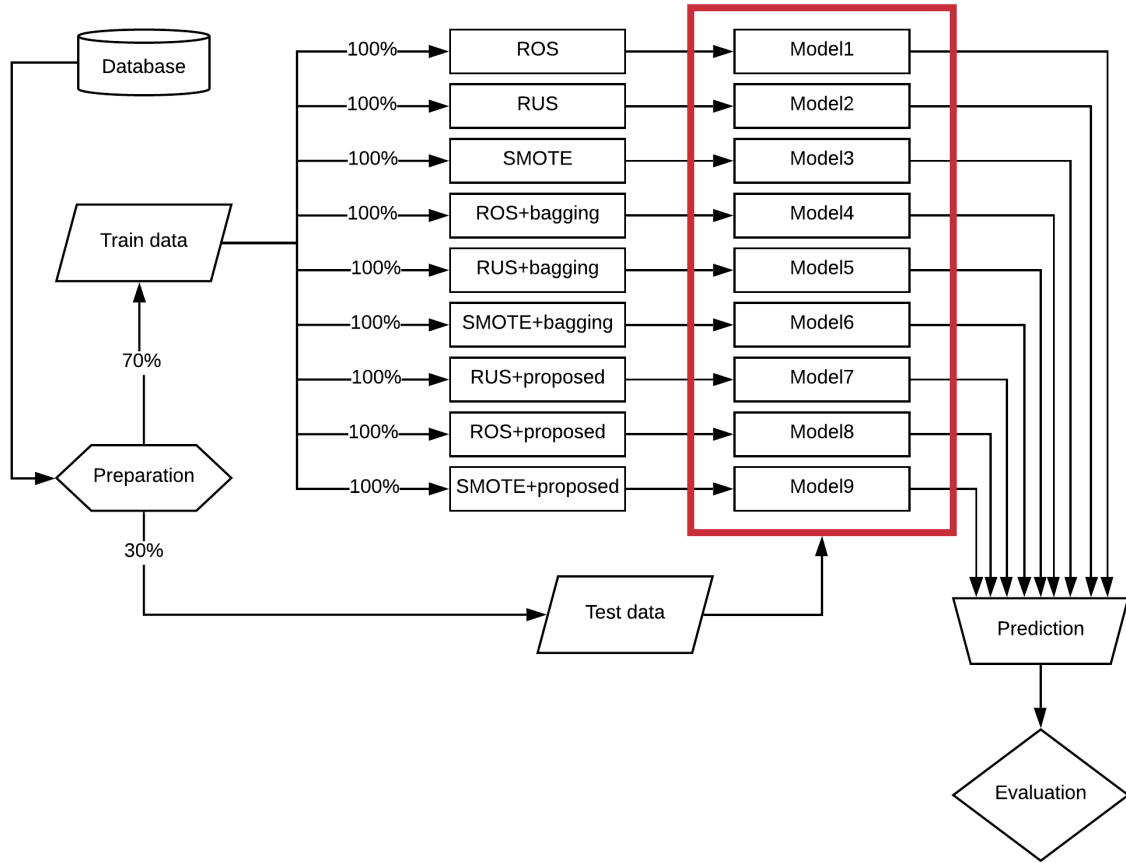 Database
100%
ROS
Model1
100%
RUS
Model2
100%
SMOTE
Model3
100%
ROS+bagging
Model4
Train data
100%
RUS+bagging
Model5
100%
SMOTE+bagging
Model6
70%
100%
RUS+proposed
Model7
100%
ROS+proposed
Model8
Preparation
100%
SMOTE+proposed
Model9
30%
Test data
Prediction
Evaluation